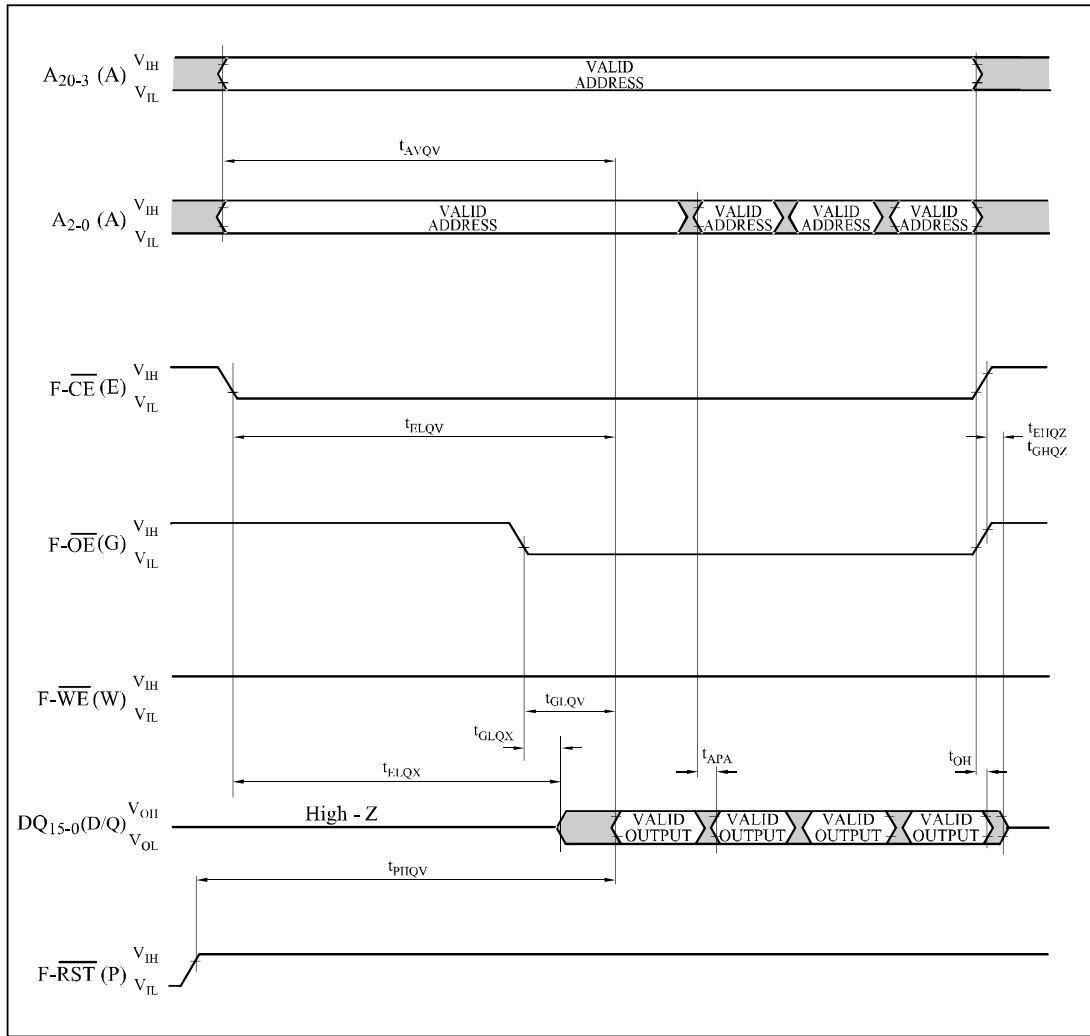 A20-3 (A) VIH VIL
VALID ADDRESS
tAVQV
A2-0 (A) VIH VIL
VALID ADDRESS
VALID ADDRESS
VALID ADDRESS
VALID ADDRESS
F-CE (E) VIH VIL
tELQV
tEHQZ
tGHQZ
F-OE (G) VIH VIL
F-WE (W) VIH VIL
tGLQV
tGLQX
tAPA
tOH
tELQX
DQ15-0 (D/Q) VOH VOL
High - Z
VALID OUTPUT
VALID OUTPUT
VALID OUTPUT
VALID OUTPUT
tPHQV
F-RST (P) VIH VIL